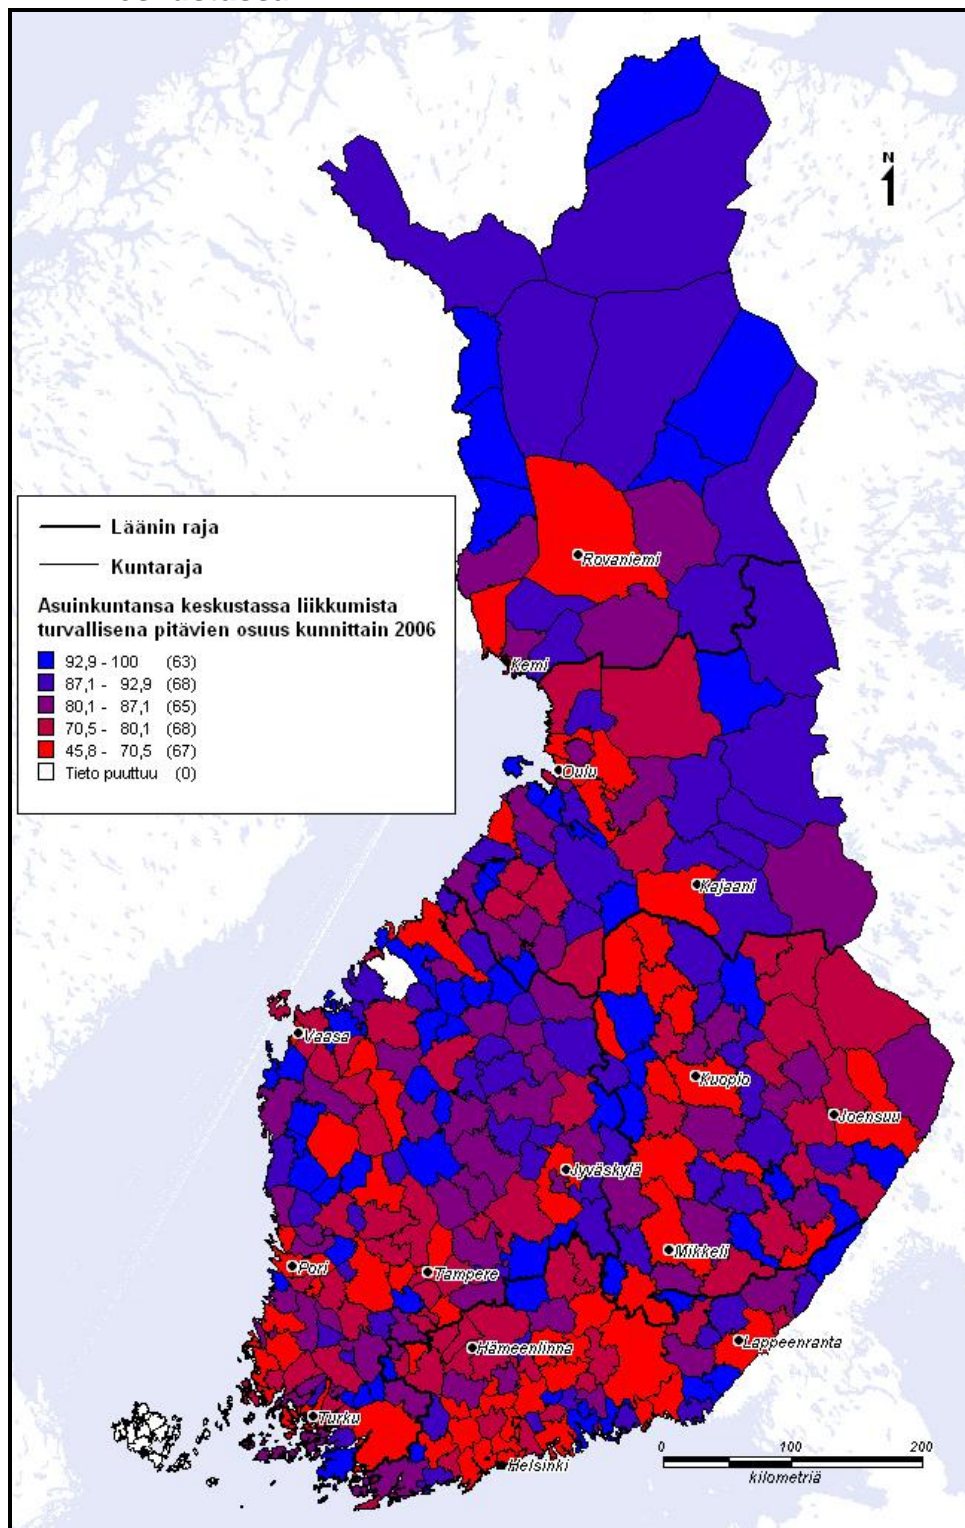 N
Läänin raja
Kuntaraja
Asuinkuntansa keskustassa liikkumista
turvallisena pitävien osuus kunnittain 2006
92,9 - 100 (63)
87,1 - 92,9 (68)
80,1 - 87,1 (65)
70,5 - 80,1 (68)
45,8 - 70,5 (67)
Tieto puuttuu (0)
Rovaniemi
Kemi
Oulu
Kajaani
Vaasa
Kuopio
Joensuu
Jyväskylä
Mikkeli
Pori
Tampere
Hämeenlinna
Lappeenranta
Turku
Helsinki
0 100 200
kilometriä